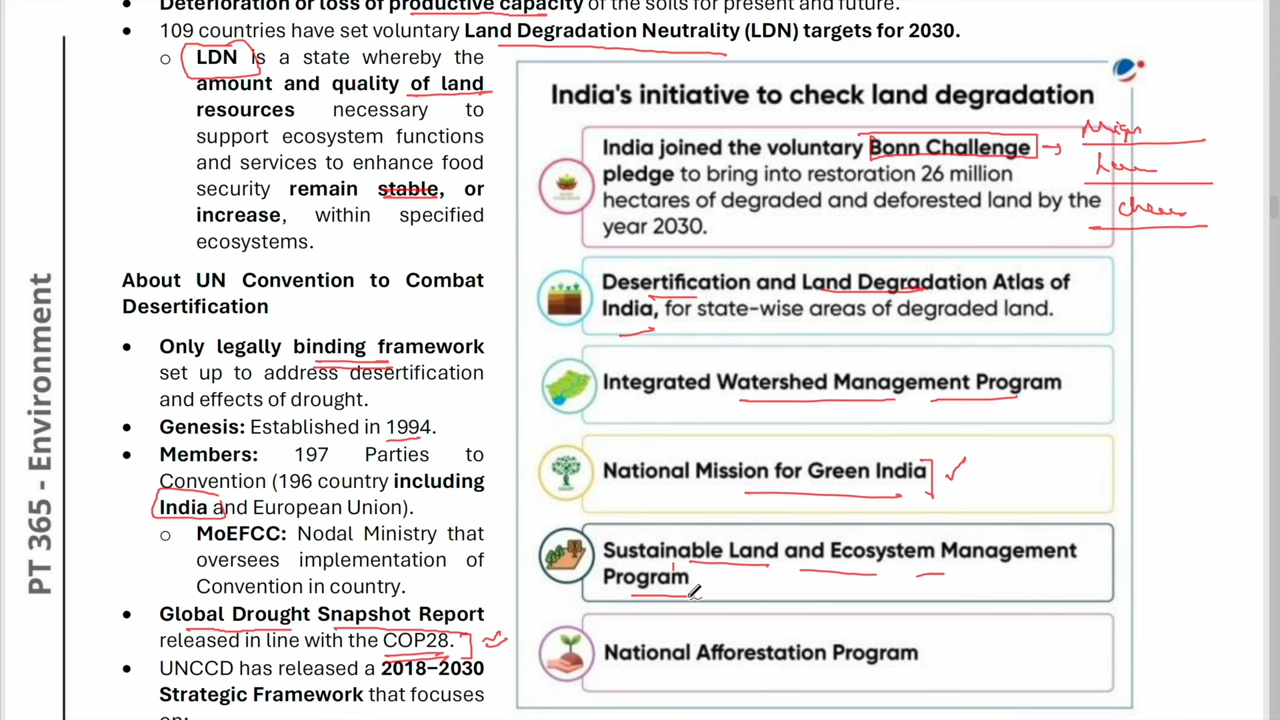 Deterioration or loss of productive capacity of the soils for present and future.
109 countries have set voluntary Land Degradation Neutrality (LDN) targets for 2030.
LDN is a state whereby the
amount and quality of land
resources necessary to
support ecosystem functions
and services to enhance food
security remain stable, or
increase, within specified
ecosystems.
About UN Convention to Combat
Desertification
Only legally binding framework
set up to address desertification
and effects of drought.
Genesis: Established in 1994.
Members: 197 Parties to
Convention (196 country including
India and European Union).
MoEFCC: Nodal Ministry that
oversees implementation of
Convention in country.
Global Drought Snapshot Report
released in line with the COP28.
UNCCD has released a 2018–2030
Strategic Framework that focuses
on:
India's initiative to check land degradation
India joined the voluntary Bonn Challenge
pledge to bring into restoration 26 million
hectares of degraded and deforested land by the
year 2030.
Desertification and Land Degradation Atlas of
India, for state-wise areas of degraded land.
Integrated Watershed Management Program
National Mission for Green India
Sustainable Land and Ecosystem Management
Program
National Afforestation Program
PT 365 - Environment